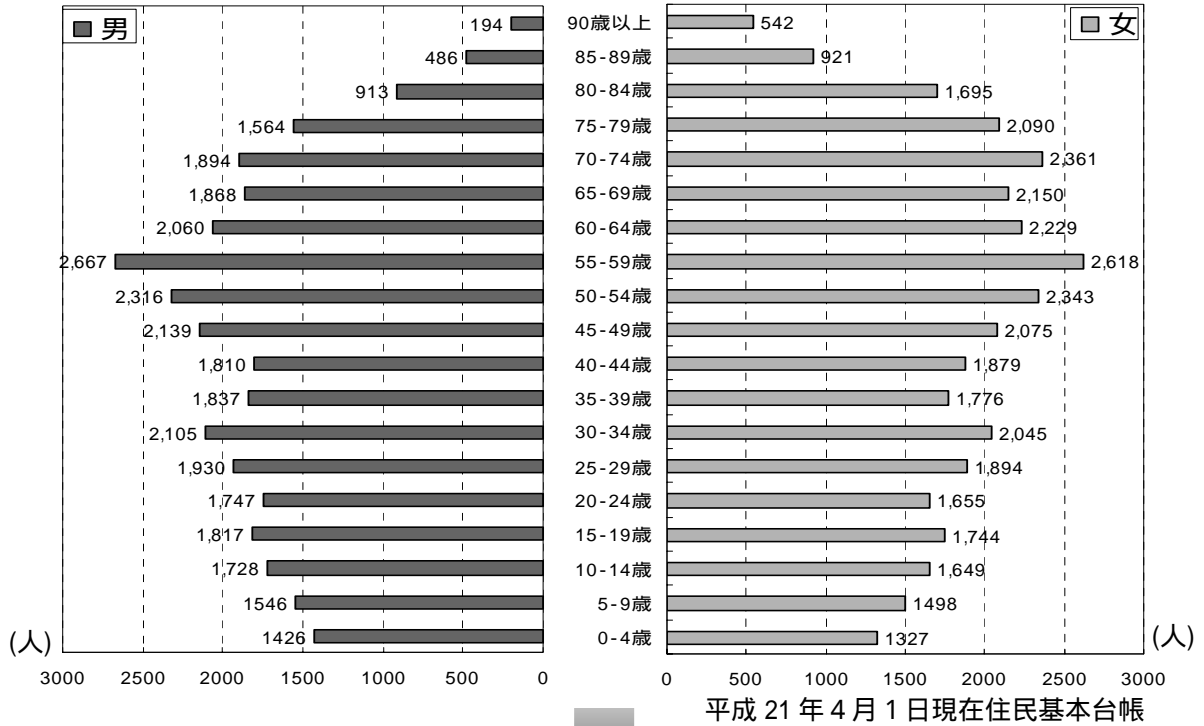 男 女
194 90歳以上 542
486 85-89歳 921
913 80-84歳 1,695
1,564 75-79歳 2,090
1,894 70-74歳 2,361
1,868 65-69歳 2,150
2,060 60-64歳 2,229
2,667 55-59歳 2,618
2,316 50-54歳 2,343
2,139 45-49歳 2,075
1,810 40-44歳 1,879
1,837 35-39歳 1,776
2,105 30-34歳 2,045
1,930 25-29歳 1,894
1,747 20-24歳 1,655
1,817 15-19歳 1,744
1,728 10-14歳 1,649
1546 5-9歳 1498
(人) 1426 0-4歳 1327 (人)
3000 2500 2000 1500 1000 500 0 0 500 1000 1500 2000 2500 3000
平成 21 年 4 月 1 日現在住民基本台帳